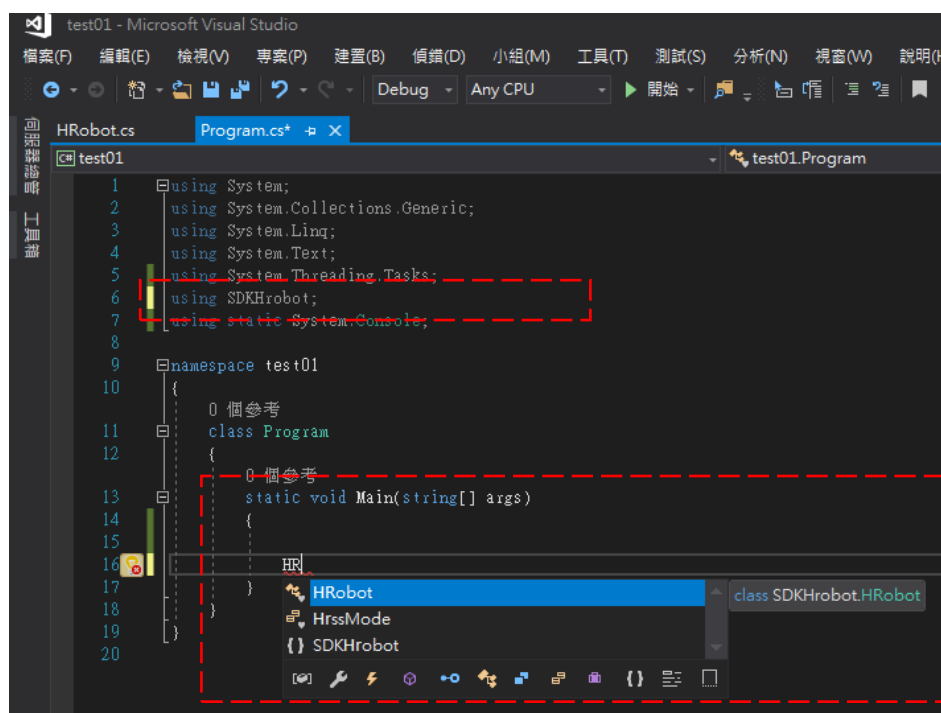 test01 - Microsoft Visual Studio
檔案(F) 編輯(E) 檢視(V) 專案(P) 建置(B) 偵錯(D) 小組(M) 工具(T) 測試(S) 分析(N) 視窗(W) 說明(H
Debug Any CPU 開始
伺服器總管
工具箱
HRobot.cs Program.cs*
C# test01 test01.Program
1 using System;
2 using System.Collections.Generic;
3 using System.Linq;
4 using System.Text;
5 using System.Threading.Tasks;
6 using SDKHrobot;
7 using static System.Console;
8
9 namespace test01
10 {
0 個參考
11 class Program
12 {
0 個參考
13 static void Main(string[] args)
14 {
15
16 HR
HRobot class SDKHrobot.HRobot
17 }
HrssMode
18 }
{} SDKHrobot
19 }
20